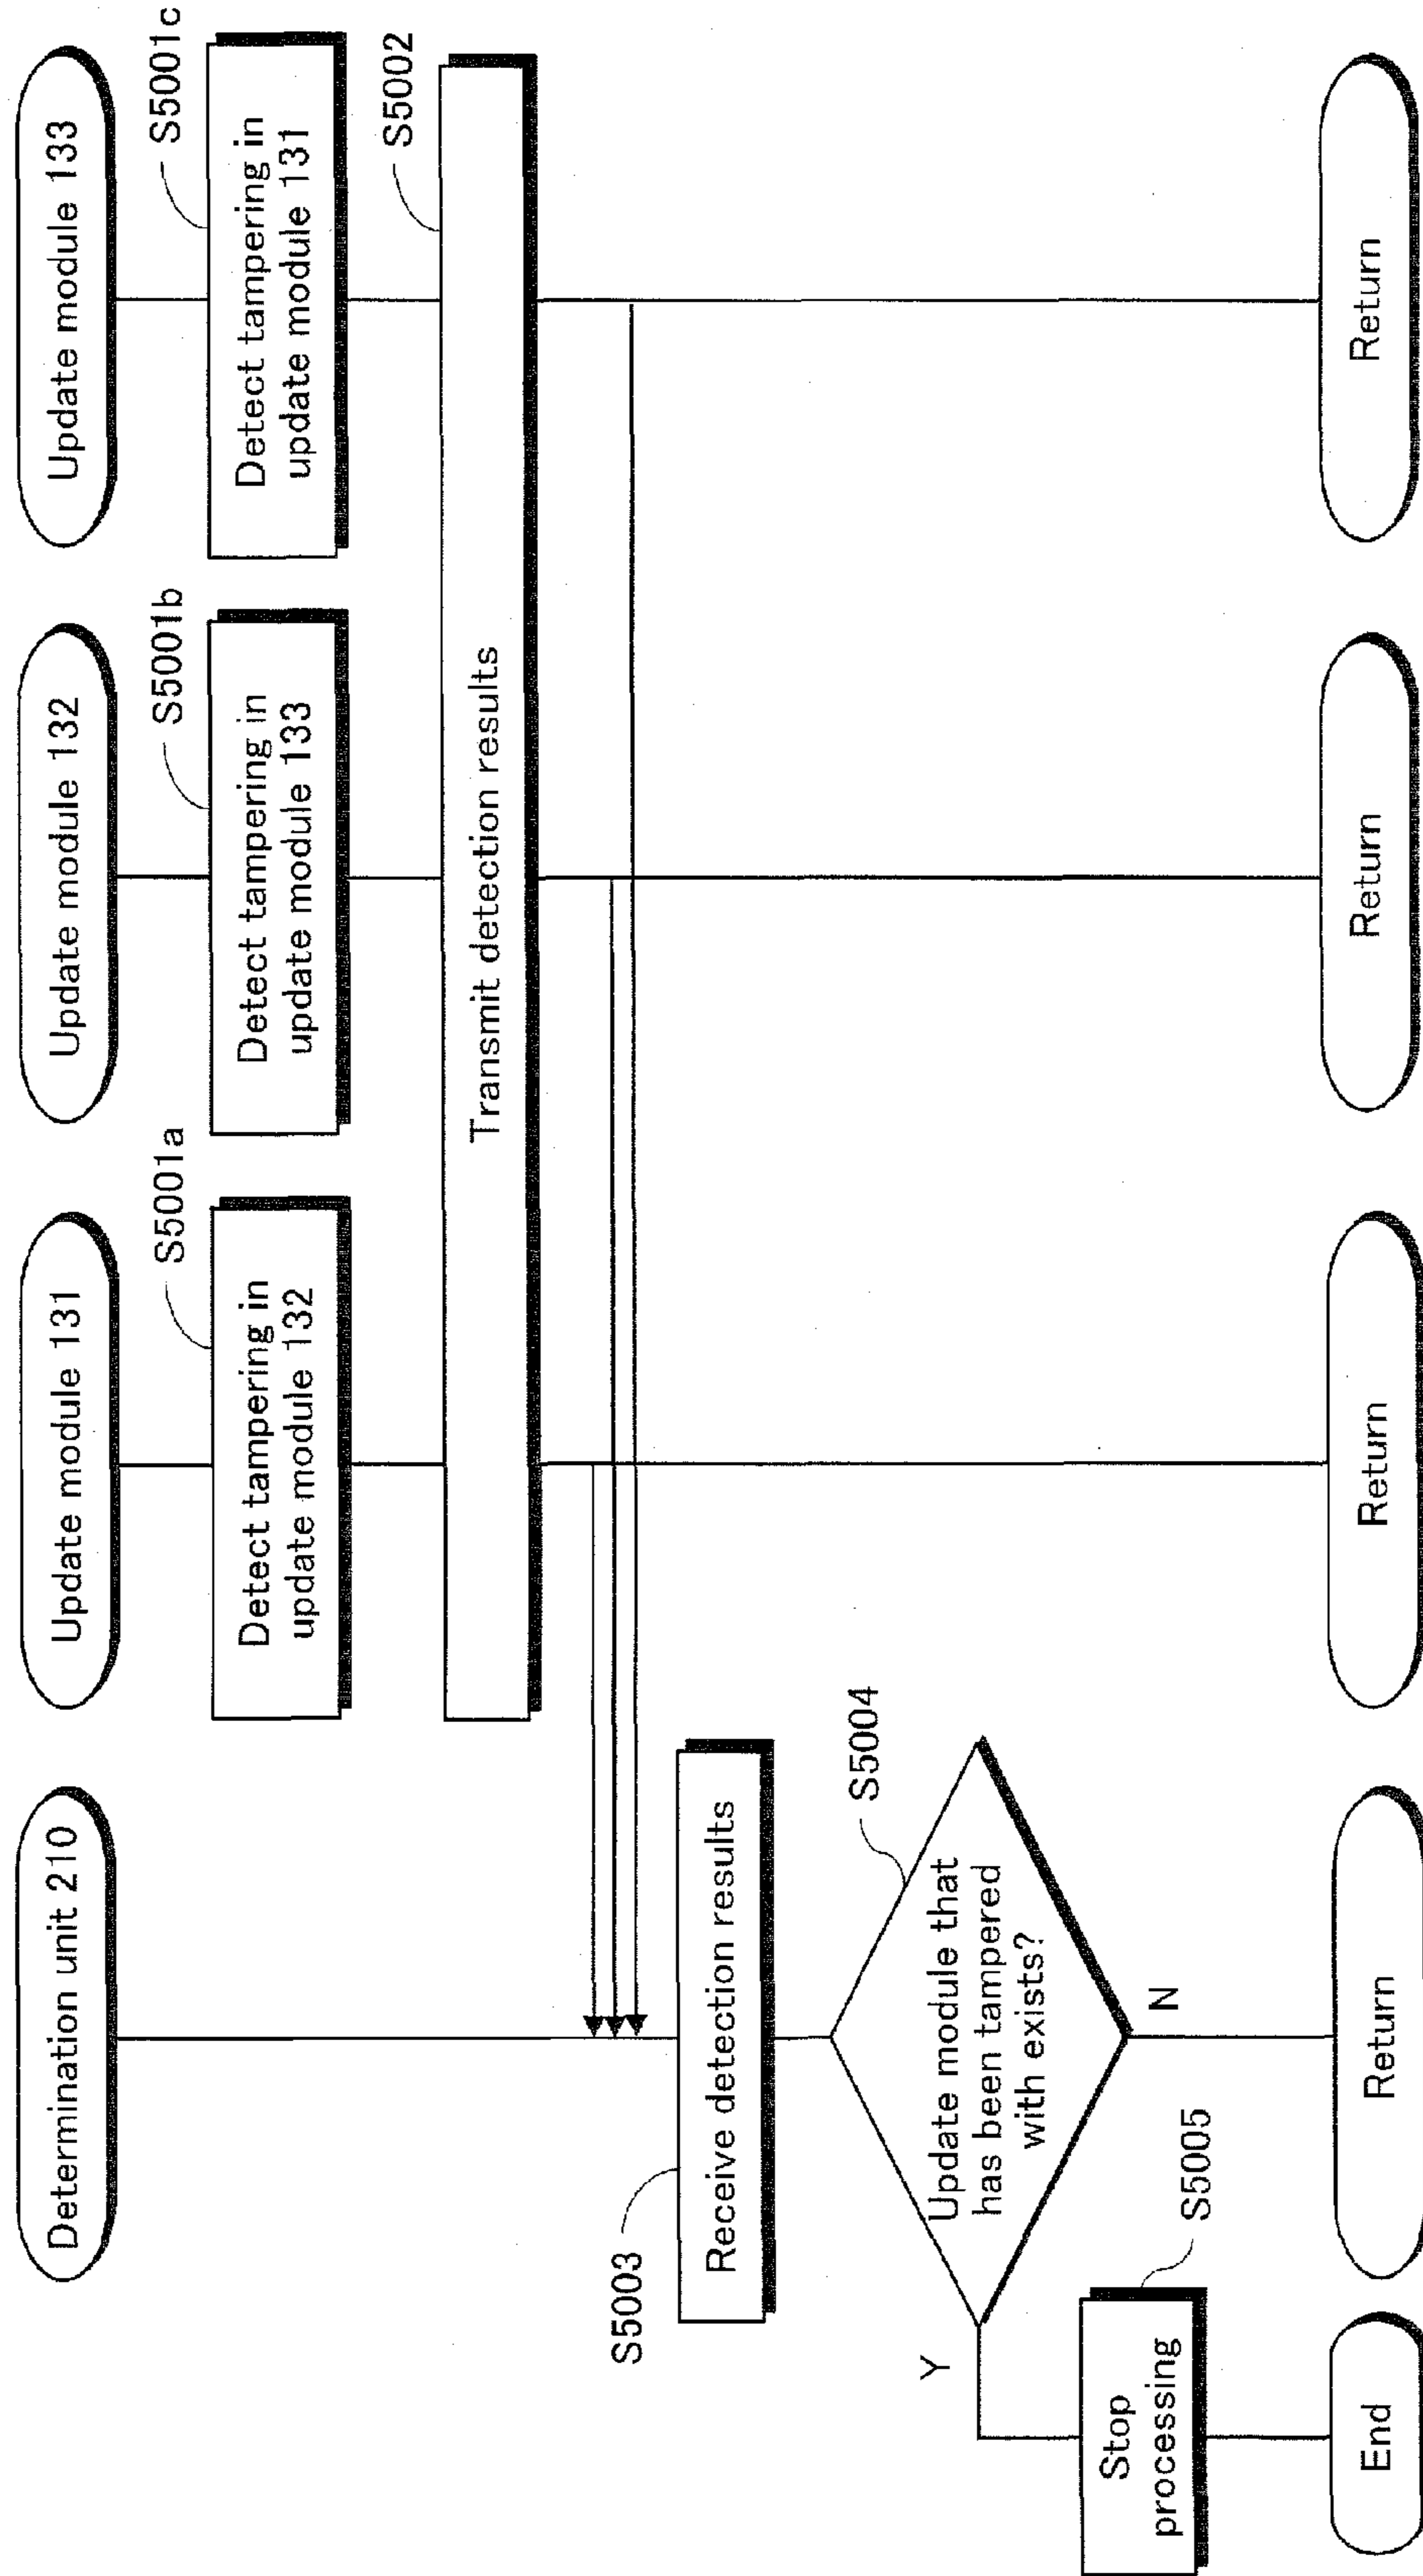 Determination unit 210
Update module 131
Update module 132
Update module 133
S5001a
S5001b
S5001c
Detect tampering in
update module 132
Detect tampering in
update module 133
Detect tampering in
update module 131
S5002
Transmit detection results
S5003
Receive detection results
S5004
Update module that
has been tampered
with exists?
Y
N
S5005
Stop
processing
End
Return
Return
Return
Return